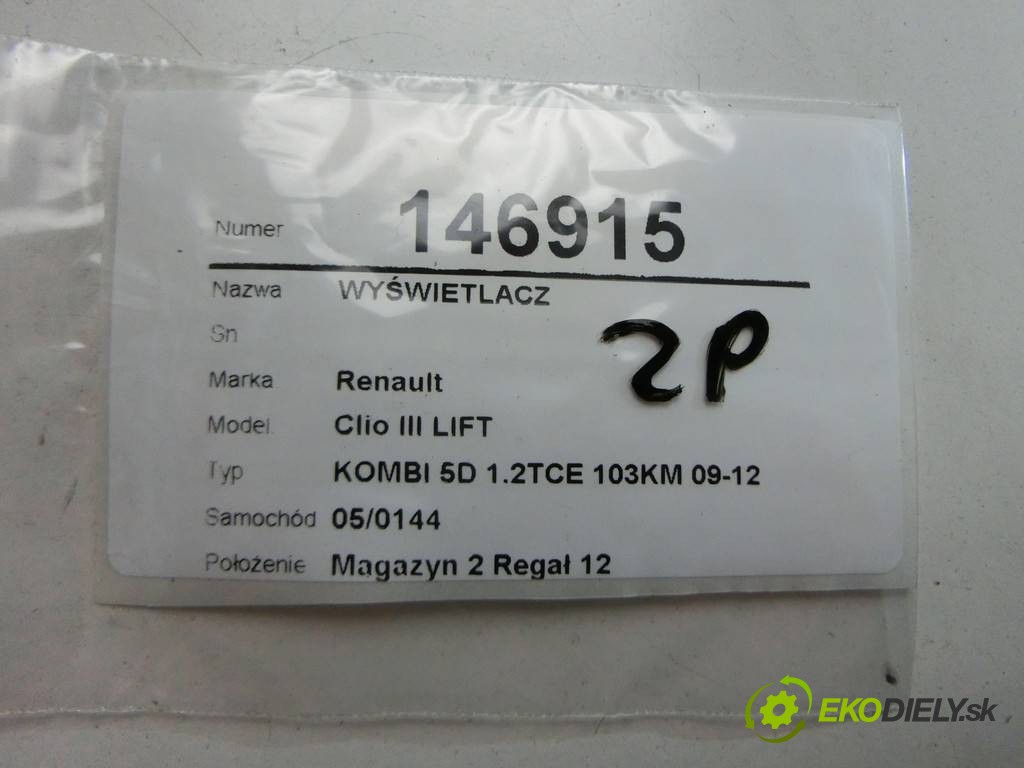 Numer 146915
Nazwa WYŚWIETLACZ
Sn
2P
Marka Renault
Model Clio III LIFT
Typ KOMBI 5D 1.2TCE 103KM 09-12
Samochód 05/0144
Położenie Magazyn 2 Regał 12
EKODIELY.sk